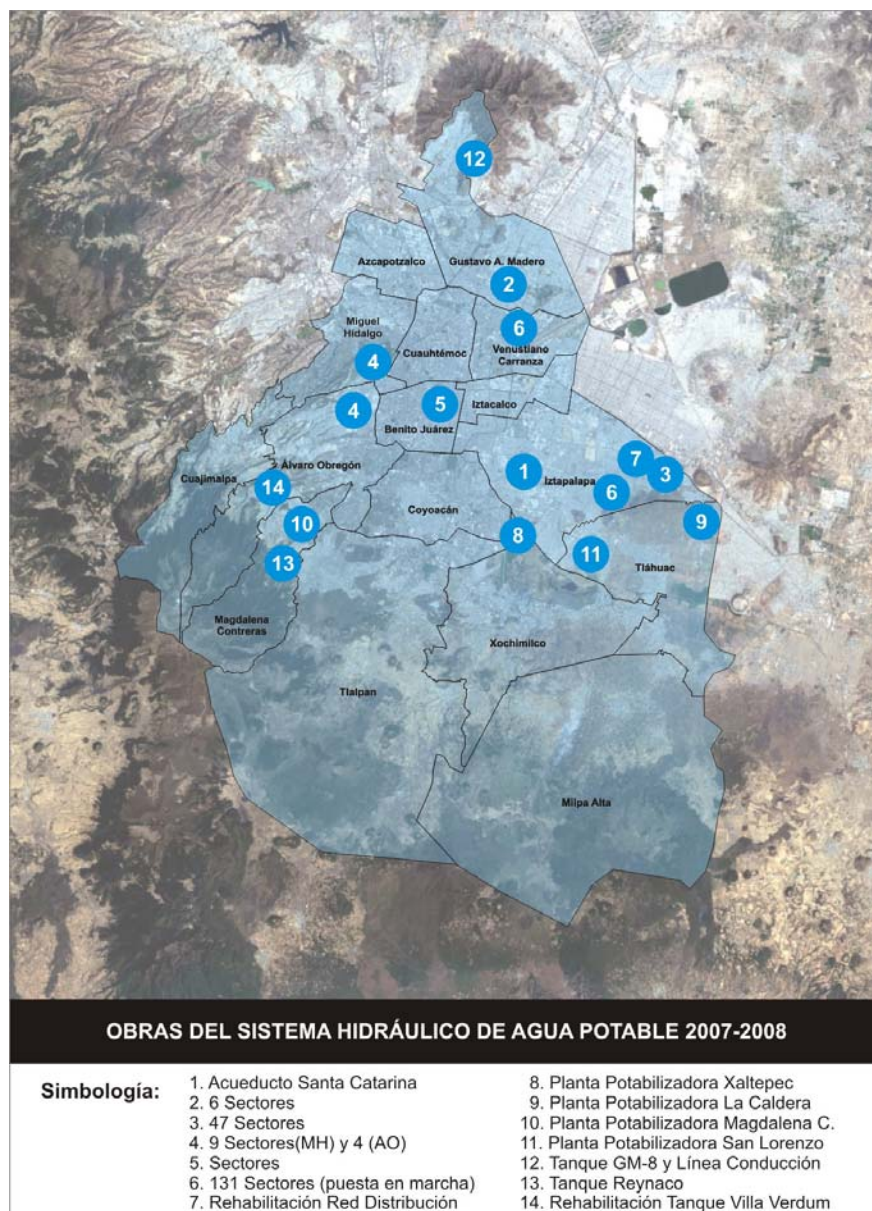 12
Azcapotzalco
Gustavo A. Madero
2
Miguel
Hidalgo
6
Cuauhtémoc
Venustiano
Carranza
4
4
5
Iztacalco
Benito Juárez
Cuajimalpa
Álvaro Obregón
1
Iztapalapa
7
3
6
14
Coyoacán
10
8
9
11
13
Tláhuac
Magdalena
Contreras
Xochimilco
Tlalpan
Milpa Alta
OBRAS DEL SISTEMA HIDRÁULICO DE AGUA POTABLE 2007-2008
Simbología:
1. Acueducto Santa Catarina
2. 6 Sectores
3. 47 Sectores
4. 9 Sectores(MH) y 4 (AO)
5. Sectores
6. 131 Sectores (puesta en marcha)
7. Rehabilitación Red Distribución
8. Planta Potabilizadora Xaltepec
9. Planta Potabilizadora La Caldera
10. Planta Potabilizadora Magdalena C.
11. Planta Potabilizadora San Lorenzo
12. Tanque GM-8 y Línea Conducción
13. Tanque Reynaco
14. Rehabilitación Tanque Villa Verdum